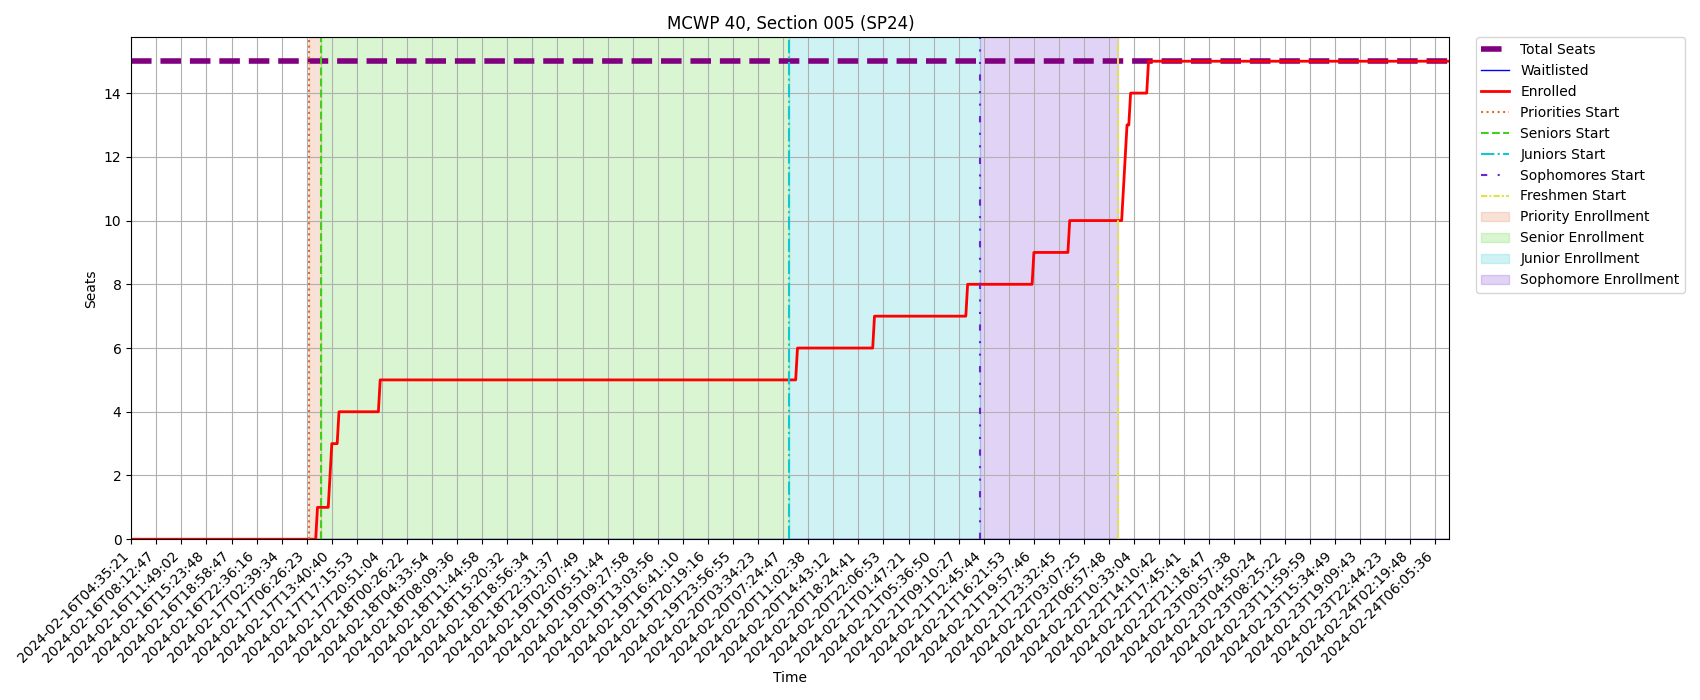 MCWP 40, Section 005 (SP24)
Total Seats
Waitlisted
Enrolled
Priorities Start
Seniors Start
Juniors Start
Sophomores Start
Freshmen Start
Priority Enrollment
Senior Enrollment
Junior Enrollment
Sophomore Enrollment
Seats
14
12
10
8
6
4
2
0
2024-02-16T04:35:21
2024-02-16T08:12:47
2024-02-16T11:49:02
2024-02-16T15:23:48
2024-02-16T18:58:47
2024-02-16T22:36:16
2024-02-17T02:39:34
2024-02-17T06:26:23
2024-02-17T13:40:40
2024-02-17T17:15:53
2024-02-17T20:51:04
2024-02-18T00:26:22
2024-02-18T04:33:54
2024-02-18T08:09:36
2024-02-18T11:44:58
2024-02-18T15:20:32
2024-02-18T18:56:34
2024-02-18T22:31:37
2024-02-19T02:07:49
2024-02-19T05:51:44
2024-02-19T09:27:58
2024-02-19T13:03:56
2024-02-19T16:41:10
2024-02-19T20:19:16
2024-02-19T23:56:55
2024-02-20T03:34:23
2024-02-20T07:24:47
2024-02-20T11:02:38
2024-02-20T14:43:12
2024-02-20T18:24:41
2024-02-20T22:06:53
2024-02-21T01:47:21
2024-02-21T05:36:50
2024-02-21T09:10:27
2024-02-21T12:45:44
2024-02-21T16:21:53
2024-02-21T19:57:46
2024-02-21T23:32:45
2024-02-22T03:07:25
2024-02-22T06:57:48
2024-02-22T10:33:04
2024-02-22T14:10:42
2024-02-22T17:45:41
2024-02-22T21:18:47
2024-02-23T00:57:38
2024-02-23T04:50:24
2024-02-23T08:25:22
2024-02-23T11:59:59
2024-02-23T15:34:49
2024-02-23T19:09:43
2024-02-23T22:44:23
2024-02-24T02:19:48
2024-02-24T06:05:36
Time